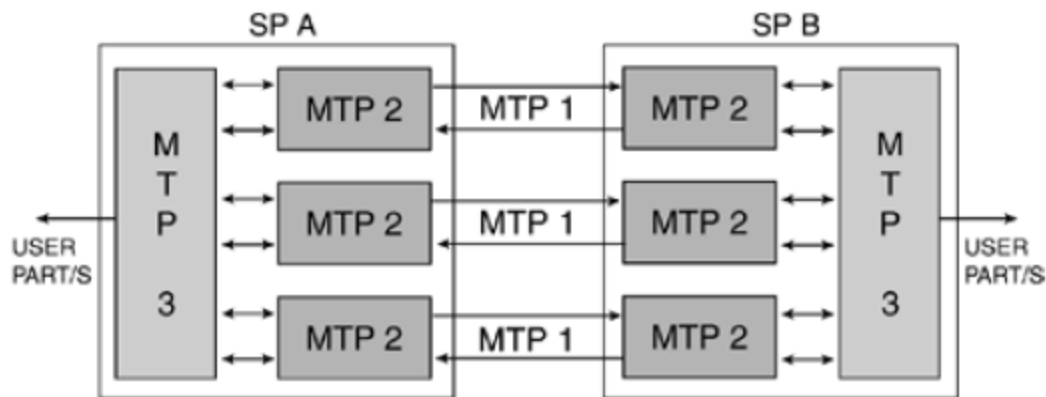 SP A
SP B
M
T
P
3
MTP 2
MTP 1
MTP 2
MTP 2
MTP 1
MTP 2
MTP 2
MTP 1
MTP 2
M
T
P
3
USER
PART/S
USER
PART/S